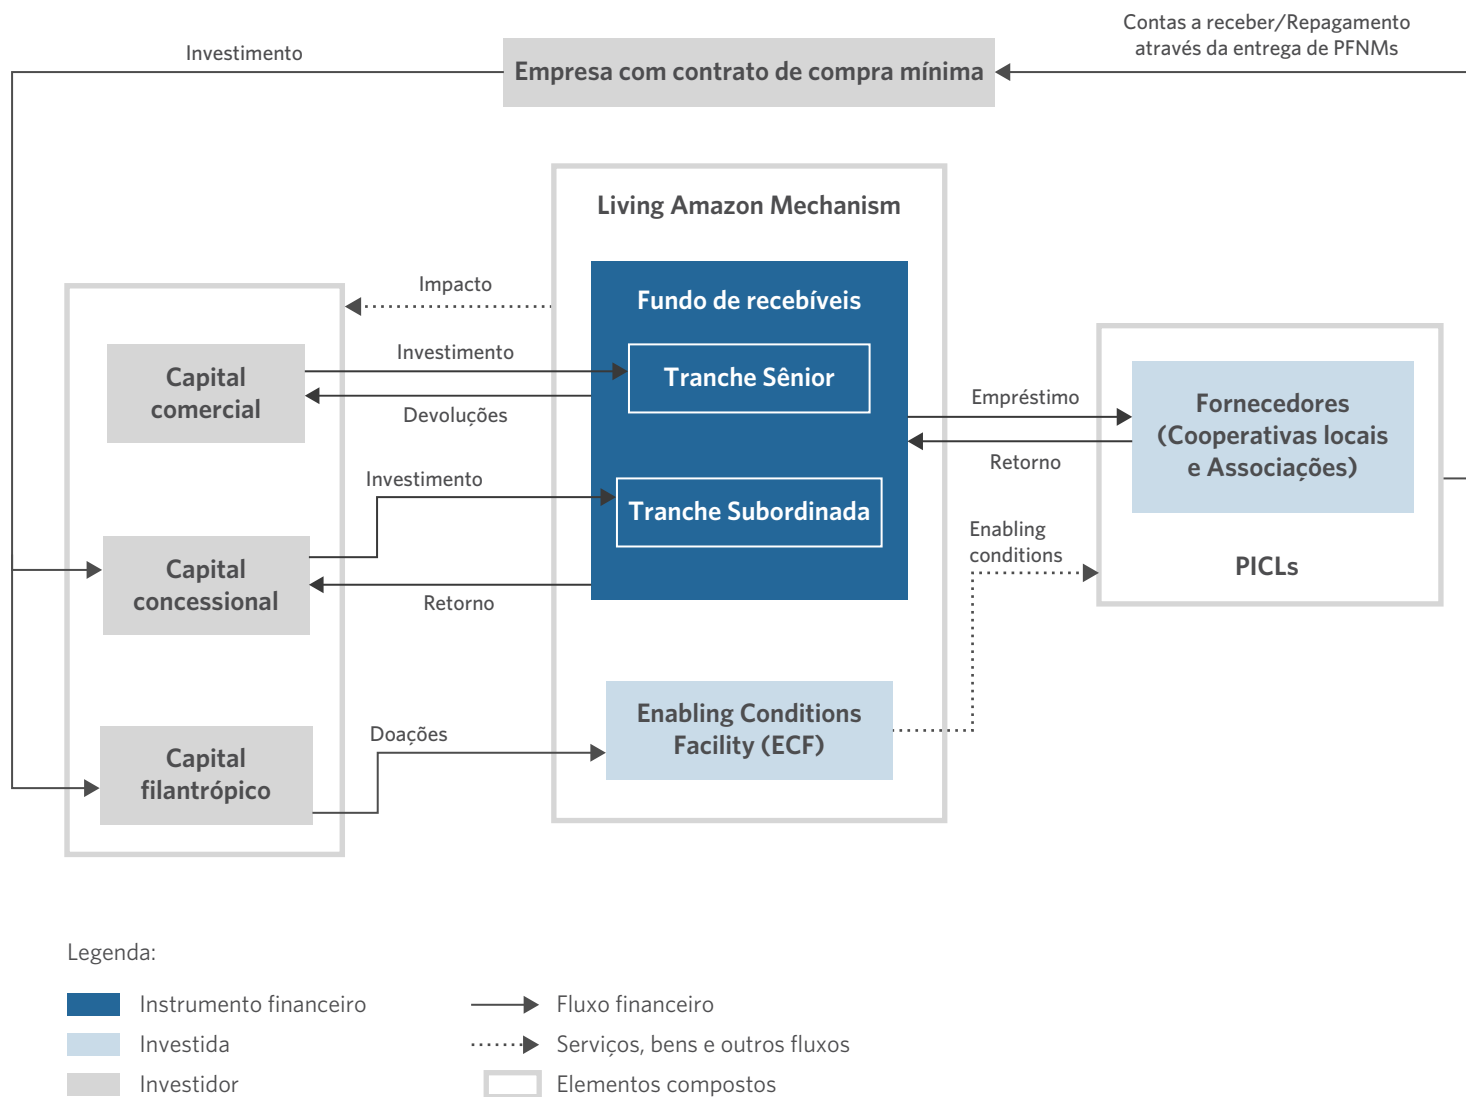 Contas a receber/Repagamento
através da entrega de PFNMs
Investimento
Empresa com contrato de compra mínima
Living Amazon Mechanism
Impacto
Fundo de recebíveis
Capital
comercial
Investimento
Devoluções
Tranche Sênior
Empréstimo
Retorno
Fornecedores
(Cooperativas locais
e Associações)
Investimento
Tranche Subordinada
Capital
concessional
Retorno
Enabling
conditions
PICLs
Capital
filantrópico
Doações
Enabling Conditions
Facility (ECF)
Legenda:
Instrumento financeiro
Investida
Investidor
Fluxo financeiro
Serviços, bens e outros fluxos
Elementos compostos